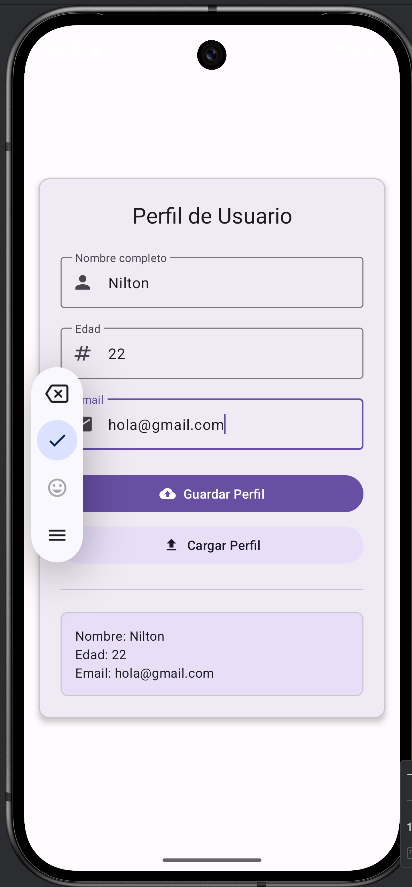 Perfil de Usuario
Nombre completo
Nilton
Edad
# 22
mail
hola@gmail.com
Guardar Perfil
Cargar Perfil
Nombre: Nilton
Edad: 22
Email: hola@gmail.com